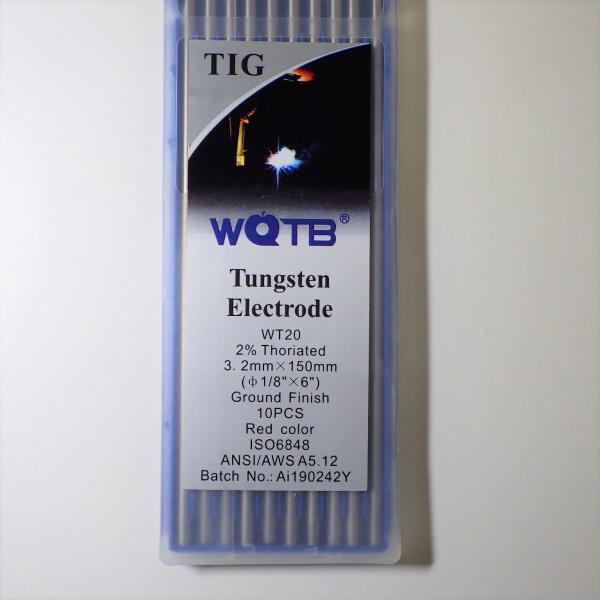 TIG
WQTB®
Tungsten
Electrode
WT20
2% Thoriated
3. 2mm×150mm
(φ1/8"×6")
Ground Finish
10PCS
Red color
ISO6848
ANSI/AWS A5.12
Batch No.: Ai190242Y